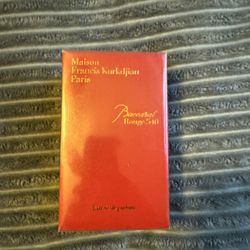 Maison
Francis Kurkdjian
Paris
Baccarat
Rouge 540
Extrait de parfum